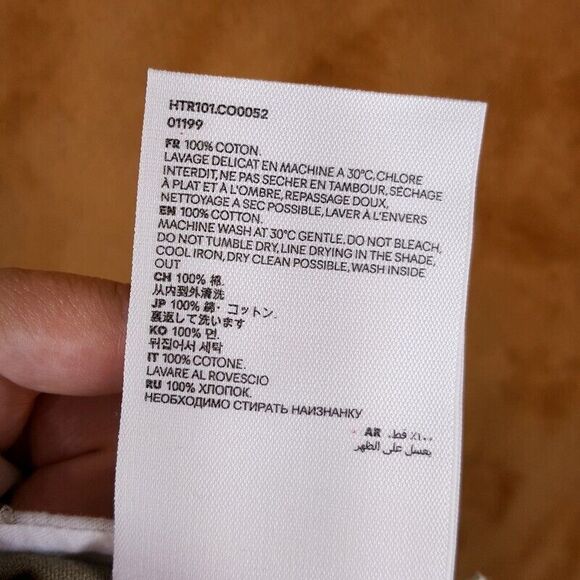 HTR101.CO0052
01199
FR 100% COTON.
LAVAGE DELICAT EN MACHINE A 30°C, CHLORE
INTERDIT, NE PAS SECHER EN TAMBOUR, SÉCHAGE
À PLAT ET À L'OMBRE, REPASSAGE DOUX,
NETTOYAGE A SEC POSSIBLE, LAVER À L'ENVERS
EN 100% COTTON.
MACHINE WASH AT 30°C GENTLE, DO NOT BLEACH,
DO NOT TUMBLE DRY, LINE DRYING IN THE SHADE,
COOL IRON, DRY CLEAN POSSIBLE, WASH INSIDE
OUT
CH 100% 棉.
从内到外清洗
JP 100% 綿・コットン.
裏返して洗います
KO 100% 면.
뒤집어서 세탁
IT 100% COTONE.
LAVARE AL ROVESCIO
RU 100% ХЛОПОК.
НЕОБХОДИМО СТИРАТЬ НАИЗНАНКУ
AR ١٠٠٪ قط.
يغسل على الظهر